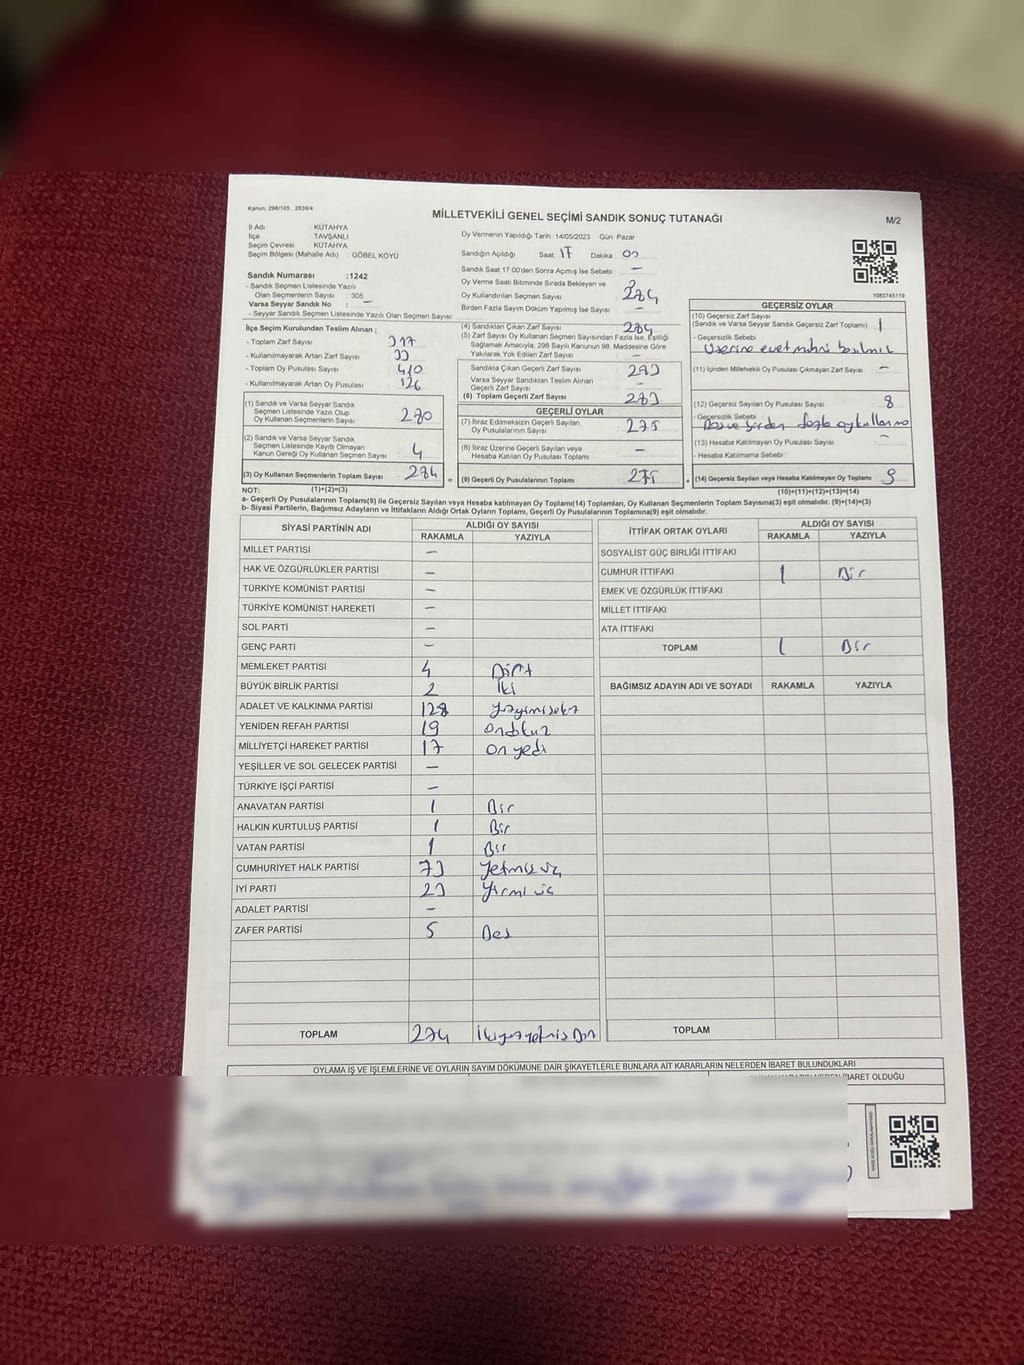 Kanun: 298/105 , 2839/4
MİLLETVEKİLİ GENEL SEÇİMİ SANDIK SONUÇ TUTANAĞI
M/2
İl Adı : KÜTAHYA
İlçe : TAVŞANLI
Seçim Çevresi : KÜTAHYA
Seçim Bölgesi (Mahalle Adı) : GÖBEL KÖYÜ
Sandık Numarası :1242
- Sandık Seçmen Listesinde Yazılı
Olan Seçmenlerin Sayısı : 305
Varsa Seyyar Sandık No : —
- Seyyar Sandık Seçmen Listesinde Yazılı Olan Seçmen Sayısı:
Oy Vermenin Yapıldığı Tarih :14/05/2023 Gün Pazar
Sandığın Açıldığı Saat 17 Dakika 00
Sandık Saat 17:00'den Sonra Açılmış İse Sebebi : —
Oy Verme Saati Bitiminde Sırada Bekleyen ve
Oy Kullandırılan Seçmen Sayısı
284
Birden Fazla Sayım Döküm Yapılmış İse Sayısı —
1083745119
İlçe Seçim Kurulundan Teslim Alınan ;
- Toplam Zarf Sayısı 317
- Kullanılmayarak Artan Zarf Sayısı 33
- Toplam Oy Pusulası Sayısı 410
- Kullanılmayarak Artan Oy Pusulası 126
(1) Sandık ve Varsa Seyyar Sandık
Seçmen Listesinde Yazılı Olup
Oy Kullanan Seçmen Sayısı 280
(2) Sandık ve Varsa Seyyar Sandık
Seçmen Listesinde Kayıtlı Olmayan
Kanun Gereği Oy Kullanan Seçmen Sayısı 4
(3) Oy Kullanan Seçmenlerin Toplam Sayısı 284
(1)+(2)=(3)
(4) Sandıktan Çıkan Zarf Sayısı 284
(5) Zarf Sayısı Oy Kullanan Seçmen Sayısından Fazla İse, Eşitliği
Sağlamak Amacıyla, 298 Sayılı Kanunun 98. Maddesine Göre
Yakılarak Yok Edilen Zarf Sayısı —
Sandıkta Çıkan Geçerli Zarf Sayısı 283
Varsa Seyyar Sandıktan Teslim Alınan
Geçerli Zarf Sayısı —
(6) Toplam Geçerli Zarf Sayısı 283
GEÇERLİ OYLAR
(7) İtiraz Edilmeksizin Geçerli Sayılan
Oy Pusulalarının Sayısı 275
(8) İtiraz Üzerine Geçerli Sayılan veya
Hesaba Katılan Oy Pusulası Toplamı —
(9) Geçerli Oy Pusulalarının Toplamı 275
GEÇERSİZ OYLAR
(10) Geçersiz Zarf Sayısı
(Sandık ve Varsa Seyyar Sandık Geçersiz Zarf Toplamı) 1
- Geçersizlik Sebebi :
Üzerine evet mührü basılmış
(11) İçinden Milletvekili Oy Pusulası Çıkmayan Zarf Sayısı —
(12) Geçersiz Sayılan Oy Pusulası Sayısı 8
- Geçersizlik Sebebi :
fazla oy kullanma
(13) Hesaba Katılmayan Oy Pusulası Sayısı —
- Hesaba Katılmama Sebebi :
(14) Geçersiz Sayılan veya Hesaba Katılmayan Oy Toplamı 9
(10)+(11)+(12)+(13)=(14)
NOT:
a- Geçerli Oy Pusulalarının Toplamı(9) ile Geçersiz Sayılan veya Hesaba katılmayan Oy Toplamı(14) Toplamları, Oy Kullanan Seçmenlerin Toplam Sayısına(3) eşit olmalıdır. (9)+(14)=(3)
b- Siyasi Partilerin, Bağımsız Adayların ve İttifakların Aldığı Ortak Oyların Toplamı, Geçerli Oy Pusulalarının Toplamına(9) eşit olmalıdır.
SİYASİ PARTİNİN ADI ALDIĞI OY SAYISI
RAKAMLA YAZIYLA
MİLLET PARTİSİ —
HAK VE ÖZGÜRLÜKLER PARTİSİ —
TÜRKİYE KOMÜNİST PARTİSİ —
TÜRKİYE KOMÜNİST HAREKETİ —
SOL PARTİ —
GENÇ PARTİ —
MEMLEKET PARTİSİ 4 Dört
BÜYÜK BİRLİK PARTİSİ 2 İki
ADALET VE KALKINMA PARTİSİ 128 yüzyirmisekiz
YENİDEN REFAH PARTİSİ 19 ondokuz
MİLLİYETÇİ HAREKET PARTİSİ 17 on yedi
YEŞİLLER VE SOL GELECEK PARTİSİ —
TÜRKİYE İŞÇİ PARTİSİ —
ANAVATAN PARTİSİ 1 Bir
HALKIN KURTULUŞ PARTİSİ 1 Bir
VATAN PARTİSİ 1 Bir
CUMHURİYET HALK PARTİSİ 73 Yetmiş üç
İYİ PARTİ 23 Yirmi üç
ADALET PARTİSİ —
ZAFER PARTİSİ 5 Beş
TOPLAM 274 ikiyüzyetmişDört
İTTİFAK ORTAK OYLARI ALDIĞI OY SAYISI
RAKAMLA YAZIYLA
SOSYALİST GÜÇ BİRLİĞİ İTTİFAKI
CUMHUR İTTİFAKI 1 Bir
EMEK VE ÖZGÜRLÜK İTTİFAKI
MİLLET İTTİFAKI
ATA İTTİFAKI
TOPLAM 1 Bir
BAĞIMSIZ ADAYIN ADI VE SOYADI RAKAMLA YAZIYLA
TOPLAM
OYLAMA İŞ VE İŞLEMLERİNE VE OYLARIN SAYIM DÖKÜMÜNE DAİR ŞİKAYETLERLE BUNLARA AİT KARARLARIN NELERDEN İBARET BULUNDUKLARI
İBARET OLDUĞU